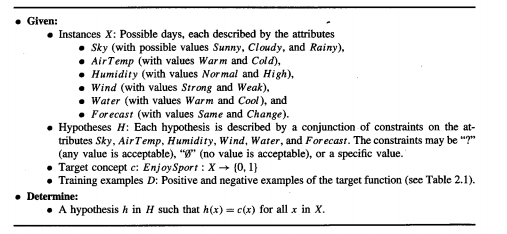 • Given:
• Instances X: Possible days, each described by the attributes
• Sky (with possible values Sunny, Cloudy, and Rainy),
• AirTemp (with values Warm and Cold),
• Humidity (with values Normal and High),
• Wind (with values Strong and Weak),
• Water (with values Warm and Cool), and
• Forecast (with values Same and Change).
• Hypotheses H: Each hypothesis is described by a conjunction of constraints on the at-
tributes Sky, AirTemp, Humidity, Wind, Water, and Forecast. The constraints may be "?"
(any value is acceptable), "Ø" (no value is acceptable), or a specific value.
• Target concept c: EnjoySport : X → {0, 1}
• Training examples D: Positive and negative examples of the target function (see Table 2.1).
• Determine:
• A hypothesis h in H such that h(x) = c(x) for all x in X.